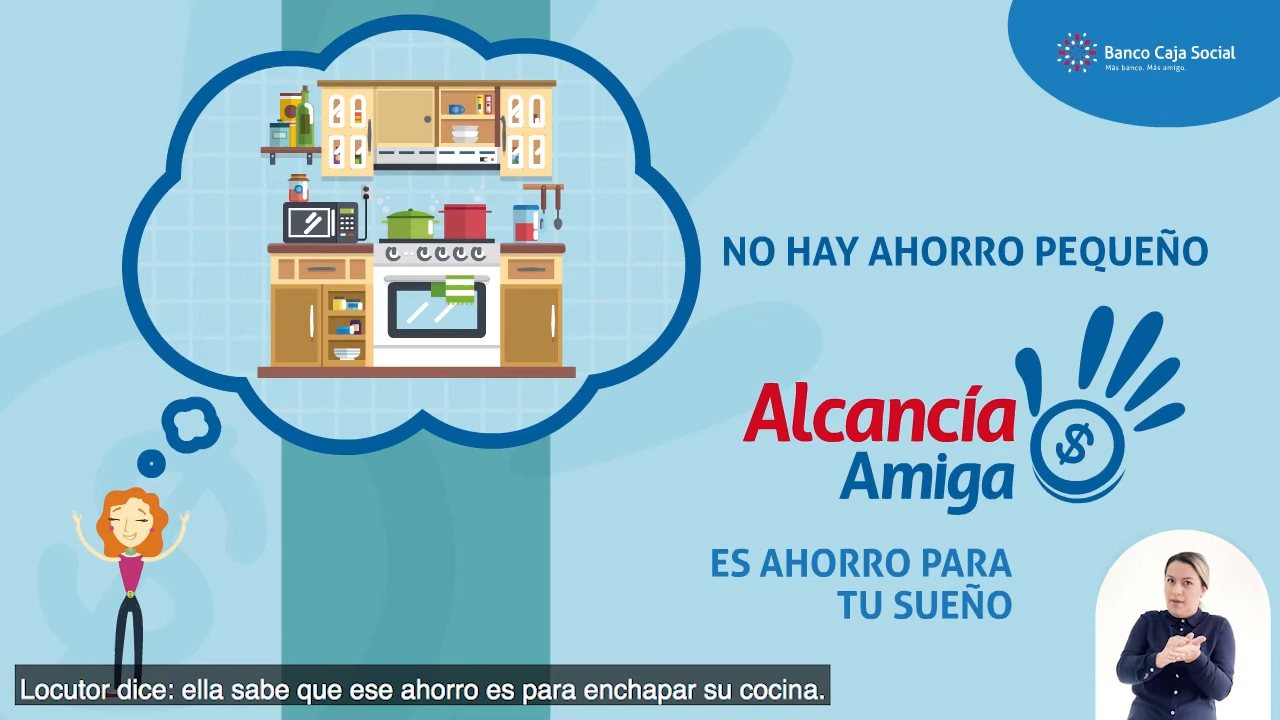 Banco Caja Social
Más banco. Más amigo.
NO HAY AHORRO PEQUEÑO
Alcancía
Amiga
$
ES AHORRO PARA
TU SUEÑO
Locutor dice: ella sabe que ese ahorro es para enchapar su cocina.